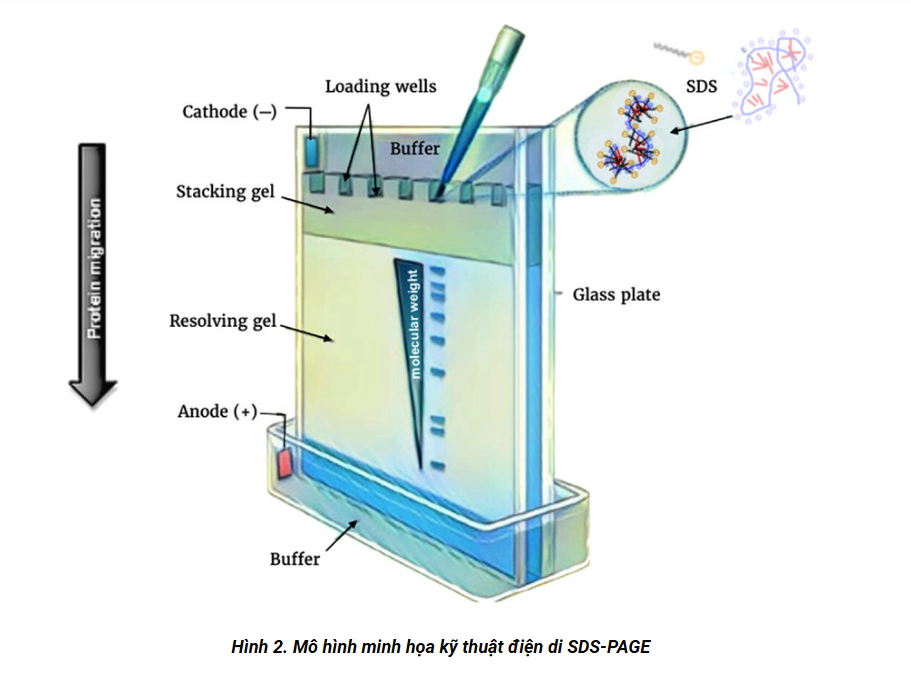 Loading wells
SDS
Cathode (−)
Buffer
Stacking gel
Protein migration
molecular weight
Glass plate
Resolving gel
Anode (+)
Buffer
Hình 2. Mô hình minh họa kỹ thuật điện di SDS-PAGE